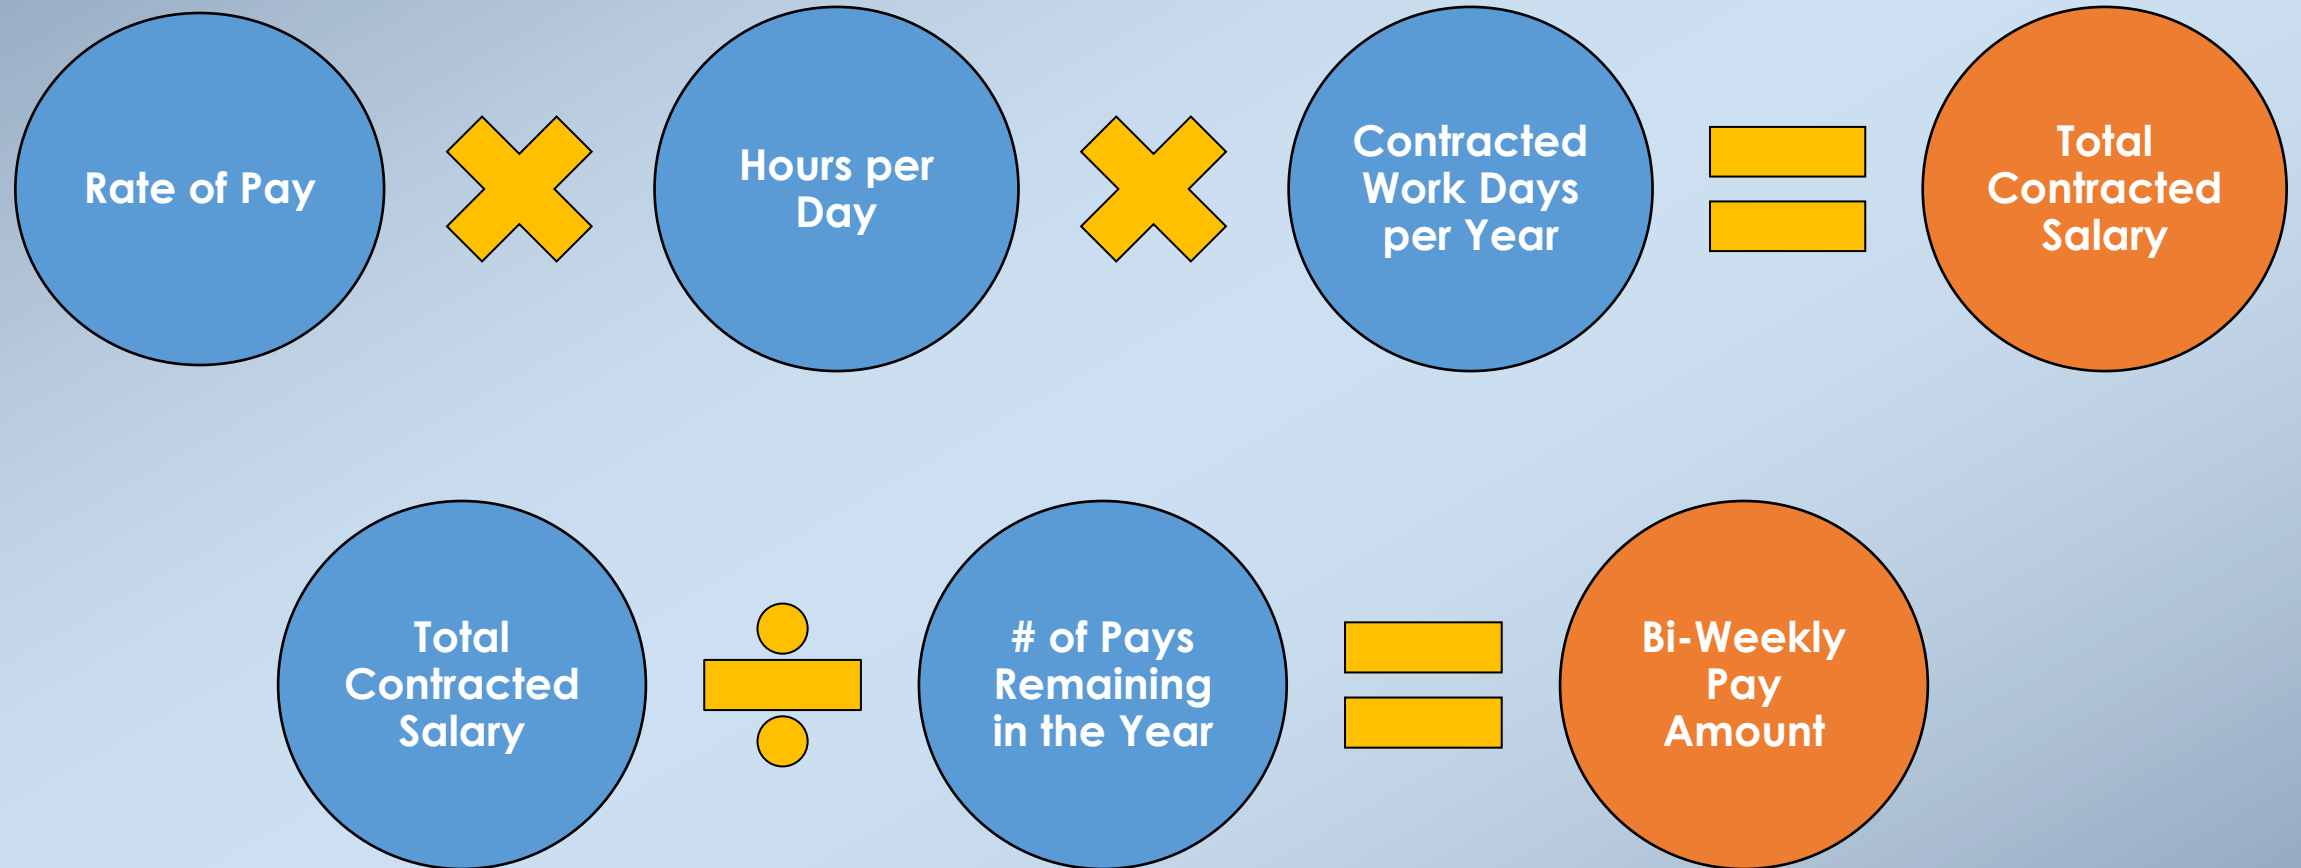 Rate of Pay
Hours per
Day
Contracted
Work Days
per Year
Total
Contracted
Salary
Total
Contracted
Salary
# of Pays
Remaining
in the Year
Bi-Weekly
Pay
Amount